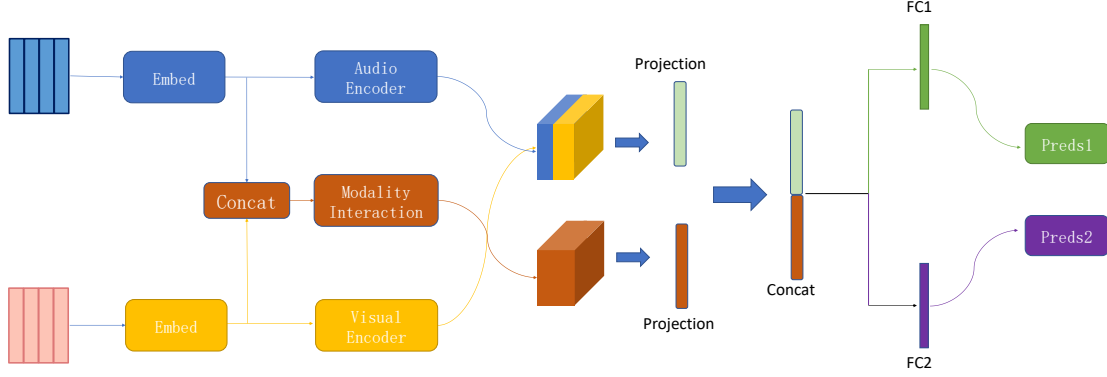 FC1
Embed
Audio
Encoder
Projection
Preds1
Concat
Modality
Interaction
Preds2
Concat
Projection
Embed
Visual
Encoder
FC2